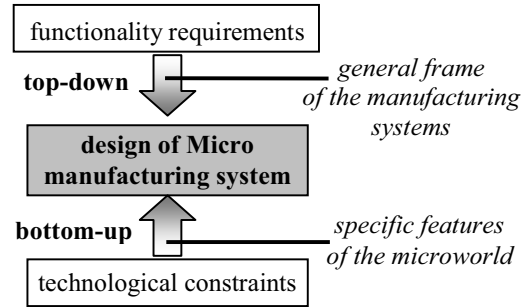 functionality requirements
top-down
general frame
of the manufacturing
systems
design of Micro
manufacturing system
bottom-up
specific features
of the microworld
technological constraints